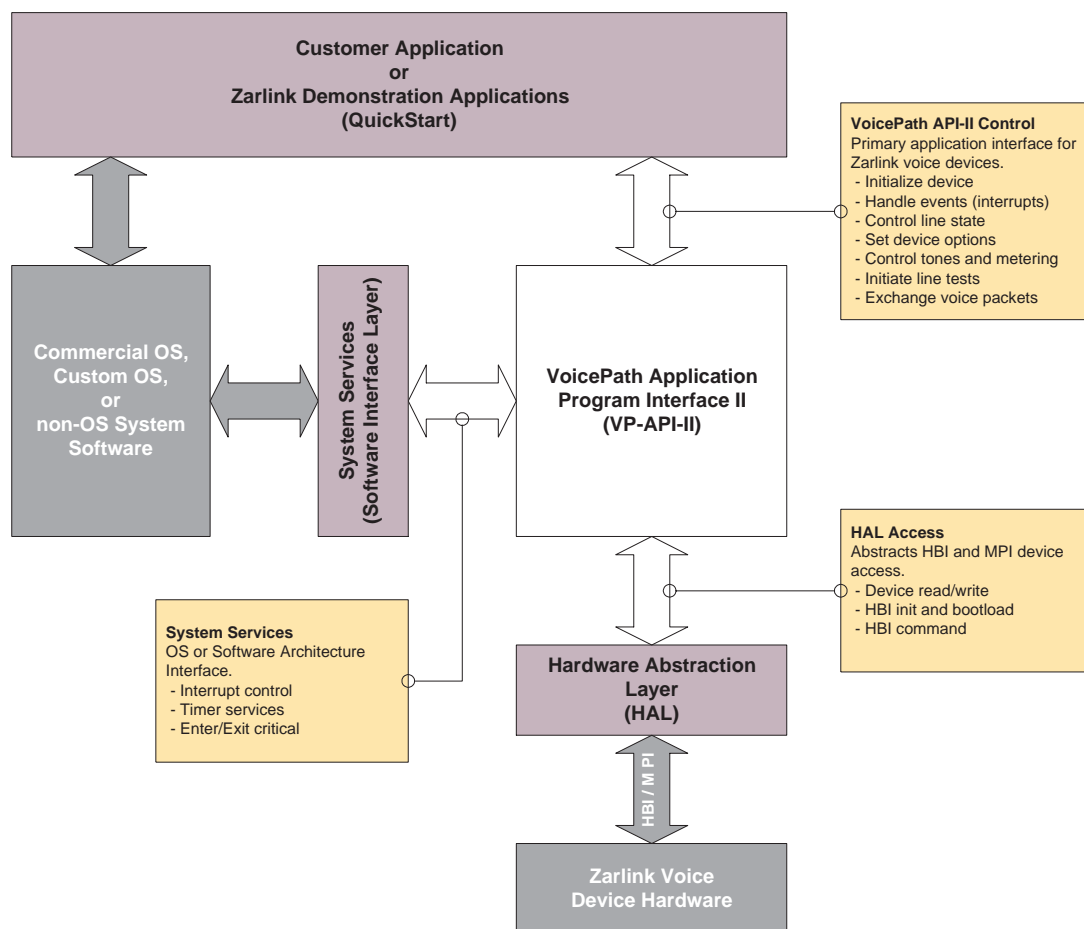 Customer Application
or
Zarlink Demonstration Applications
(QuickStart)
VoicePath API-II Control
Primary application interface for
Zarlink voice devices.
- Initialize device
- Handle events (interrupts)
- Control line state
- Set device options
- Control tones and metering
- Initiate line tests
- Exchange voice packets
Commercial OS,
Custom OS,
or
non-OS System
Software
System Services
(Software Interface Layer)
VoicePath Application
Program Interface II
(VP-API-II)
HAL Access
Abstracts HBI and MPI device
access.
- Device read/write
- HBI init and bootload
- HBI command
System Services
OS or Software Architecture
Interface.
- Interrupt control
- Timer services
- Enter/Exit critical
Hardware Abstraction
Layer
(HAL)
HBI / M PI
Zarlink Voice
Device Hardware